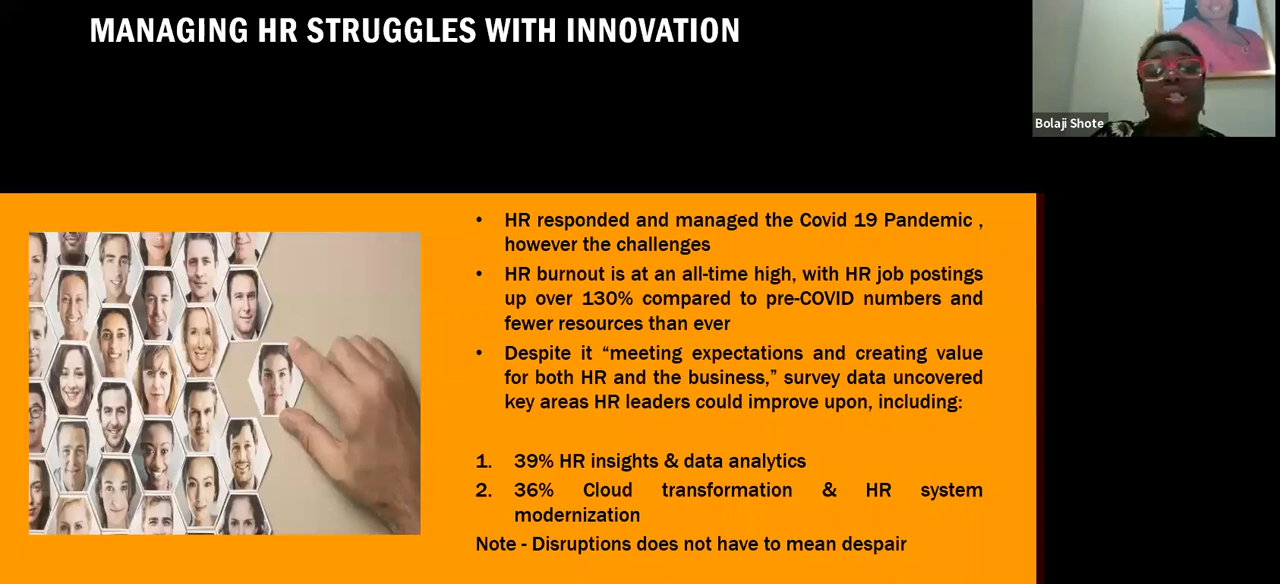 MANAGING HR STRUGGLES WITH INNOVATION
Bolaji Shote
• HR responded and managed the Covid 19 Pandemic ,
however the challenges
• HR burnout is at an all-time high, with HR job postings
up over 130% compared to pre-COVID numbers and
fewer resources than ever
• Despite it “meeting expectations and creating value
for both HR and the business,” survey data uncovered
key areas HR leaders could improve upon, including:
1. 39% HR insights & data analytics
2. 36% Cloud transformation & HR system
modernization
Note - Disruptions does not have to mean despair